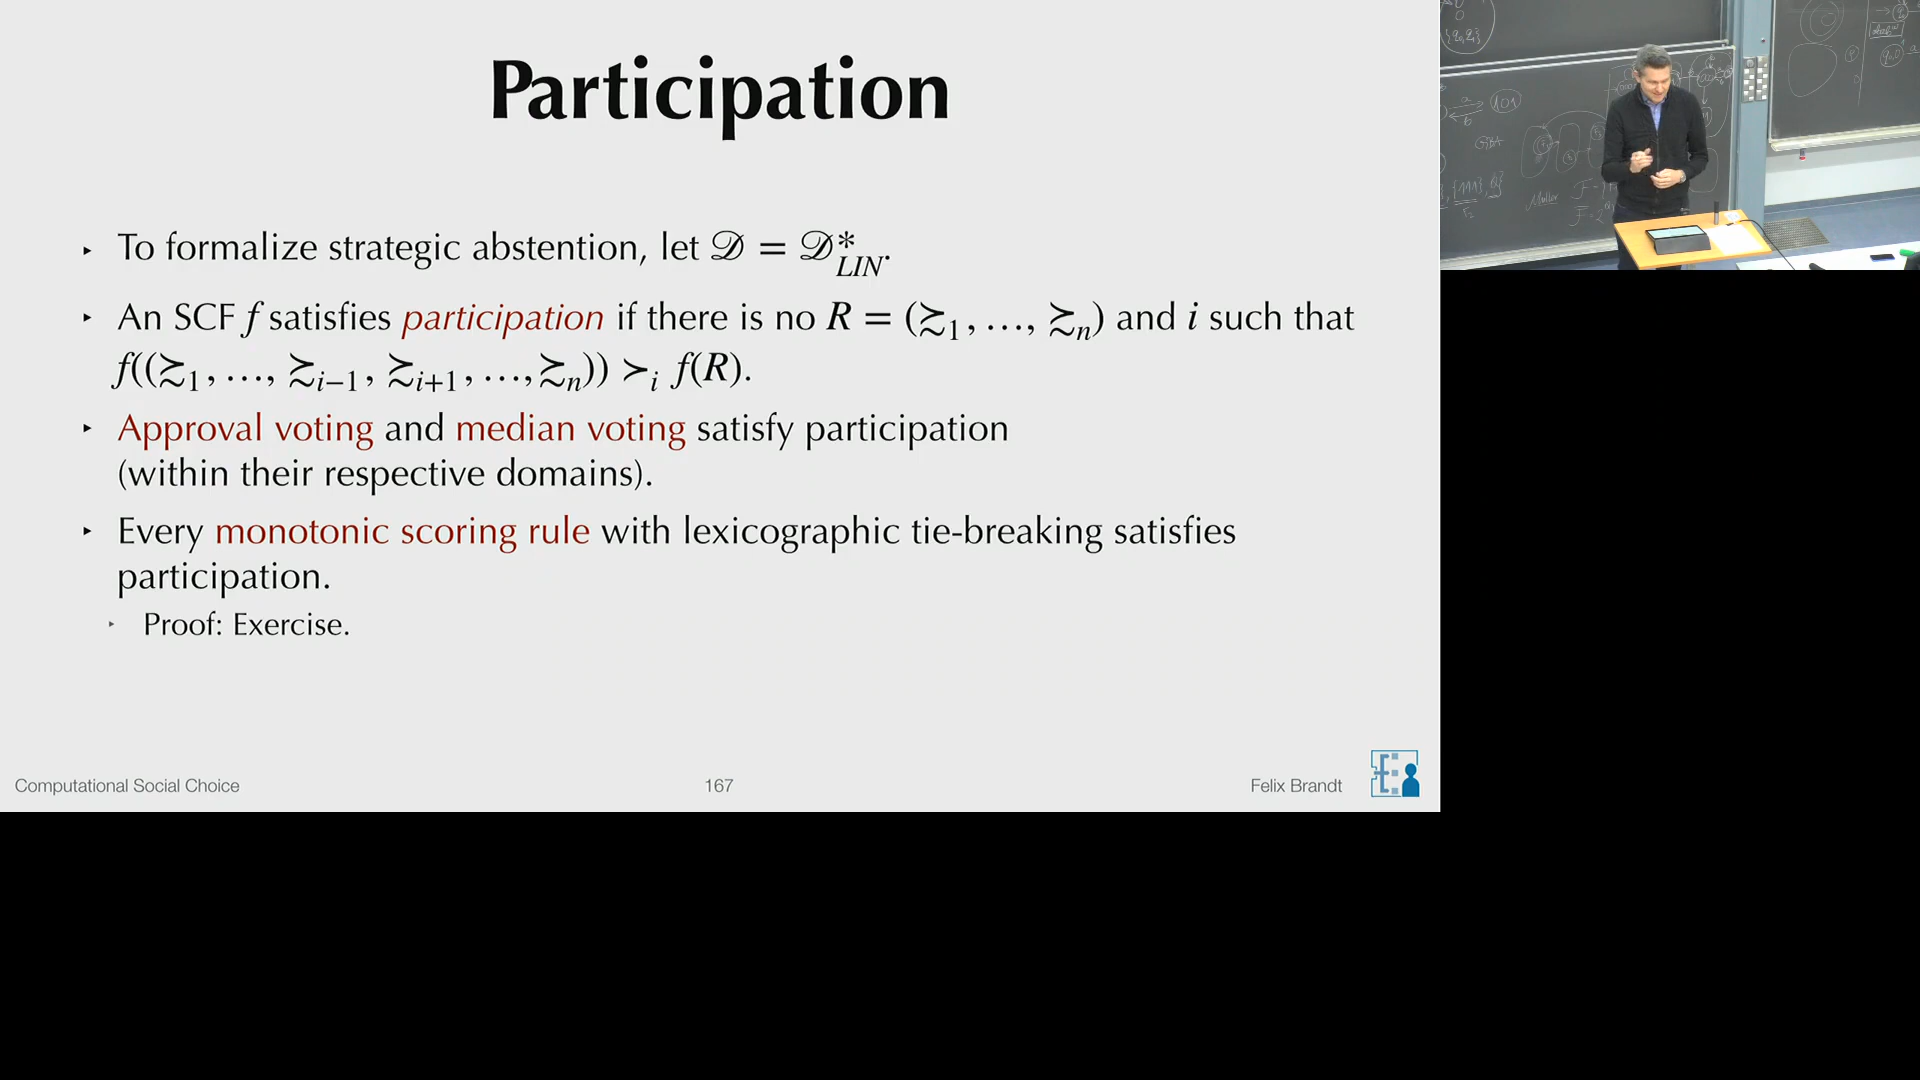 Participation
‣ To formalize strategic abstention, let 𝒟 = 𝒟*_LIN.
‣ An SCF f satisfies participation if there is no R = (≿₁, …, ≿ₙ) and i such that
f((≿₁, …, ≿ᵢ₋₁, ≿ᵢ₊₁, …, ≿ₙ)) ≻ᵢ f(R).
‣ Approval voting and median voting satisfy participation
(within their respective domains).
‣ Every monotonic scoring rule with lexicographic tie-breaking satisfies
participation.
‣ Proof: Exercise.
Computational Social Choice
167
Felix Brandt